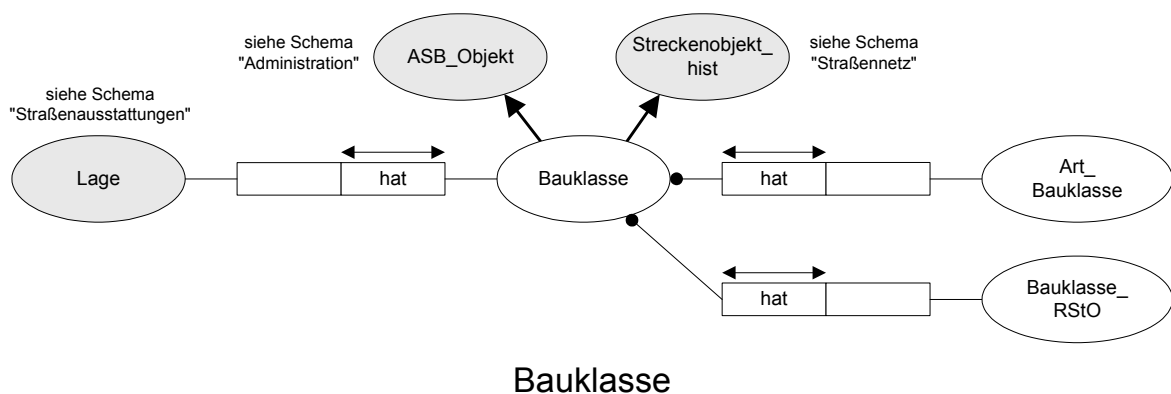 siehe Schema
"Administration"
ASB_Objekt
Streckenobjekt_
hist
siehe Schema
"Straßennetz"
siehe Schema
"Straßenausstattungen"
Lage
hat
Bauklasse
hat
Art_
Bauklasse
hat
Bauklasse_
RStO
Bauklasse